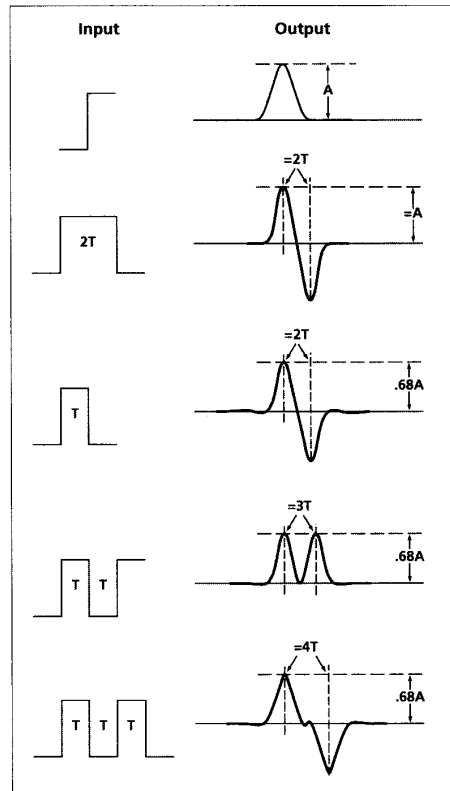 Input Output
A
=2T
=A
2T
=2T
.68A
T
=3T
.68A
T T
=4T
.68A
T T T